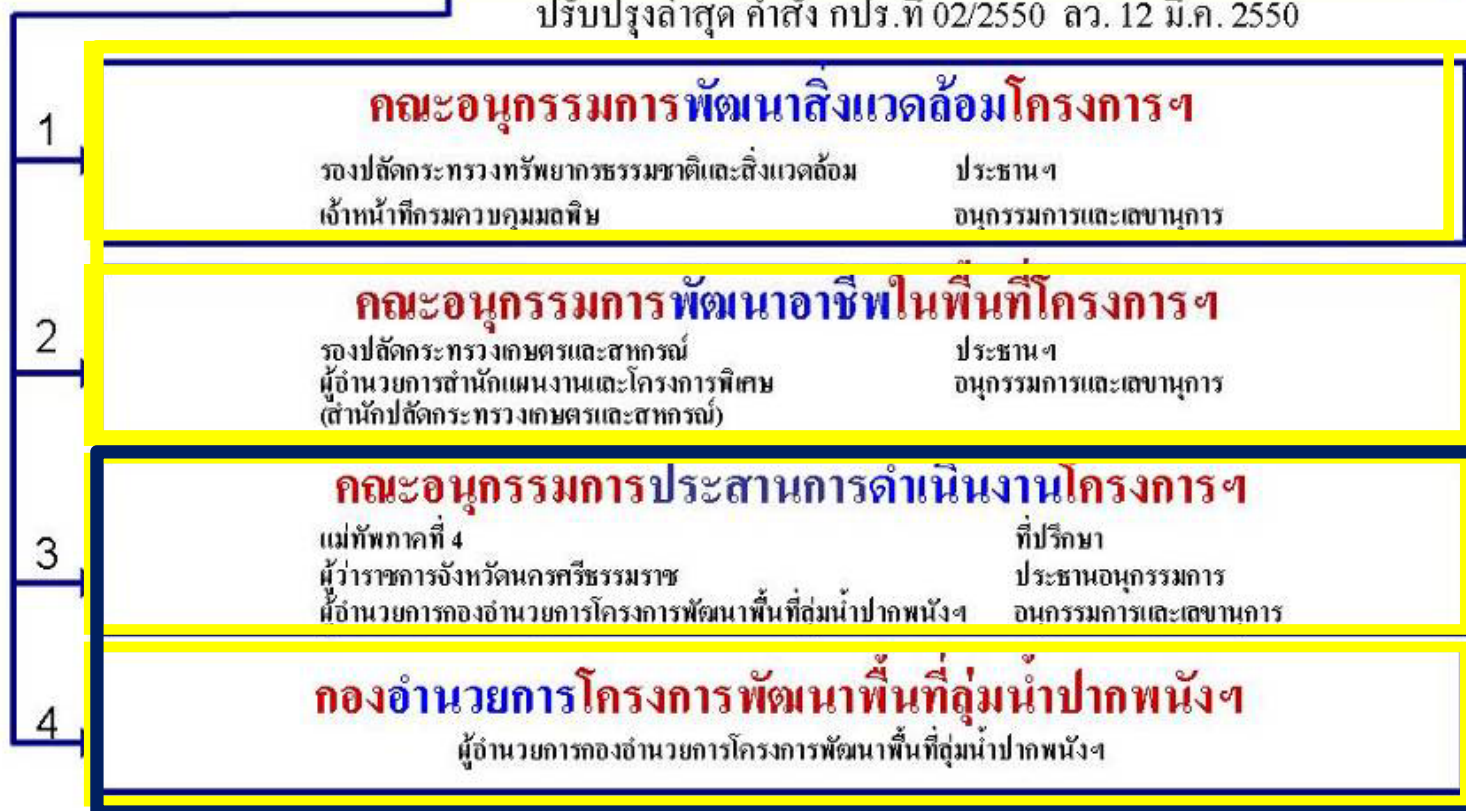 ปรับปรุงล่าสุด คำสั่ง กปร.ที่ 02/2550 ลว. 12 มี.ค. 2550
1
คณะอนุกรรมการพัฒนาสิ่งแวดล้อมโครงการฯ
รองปลัดกระทรวงทรัพยากรธรรมชาติและสิ่งแวดล้อม ประธานฯ
เจ้าหน้าที่กรมควบคุมมลพิษ อนุกรรมการและเลขานุการ
2
คณะอนุกรรมการพัฒนาอาชีพในพื้นที่โครงการฯ
รองปลัดกระทรวงเกษตรและสหกรณ์ ประธานฯ
ผู้อำนวยการสำนักแผนงานและโครงการพิเศษ อนุกรรมการและเลขานุการ
(สำนักปลัดกระทรวงเกษตรและสหกรณ์)
3
คณะอนุกรรมการประสานการดำเนินงานโครงการฯ
แม่ทัพภาคที่ 4 ที่ปรึกษา
ผู้ว่าราชการจังหวัดนครศรีธรรมราช ประธานอนุกรรมการ
ผู้อำนวยการกองอำนวยการโครงการพัฒนาพื้นที่ลุ่มน้ำปากพนังฯ อนุกรรมการและเลขานุการ
4
กองอำนวยการโครงการพัฒนาพื้นที่ลุ่มน้ำปากพนังฯ
ผู้อำนวยการกองอำนวยการโครงการพัฒนาพื้นที่ลุ่มน้ำปากพนังฯ